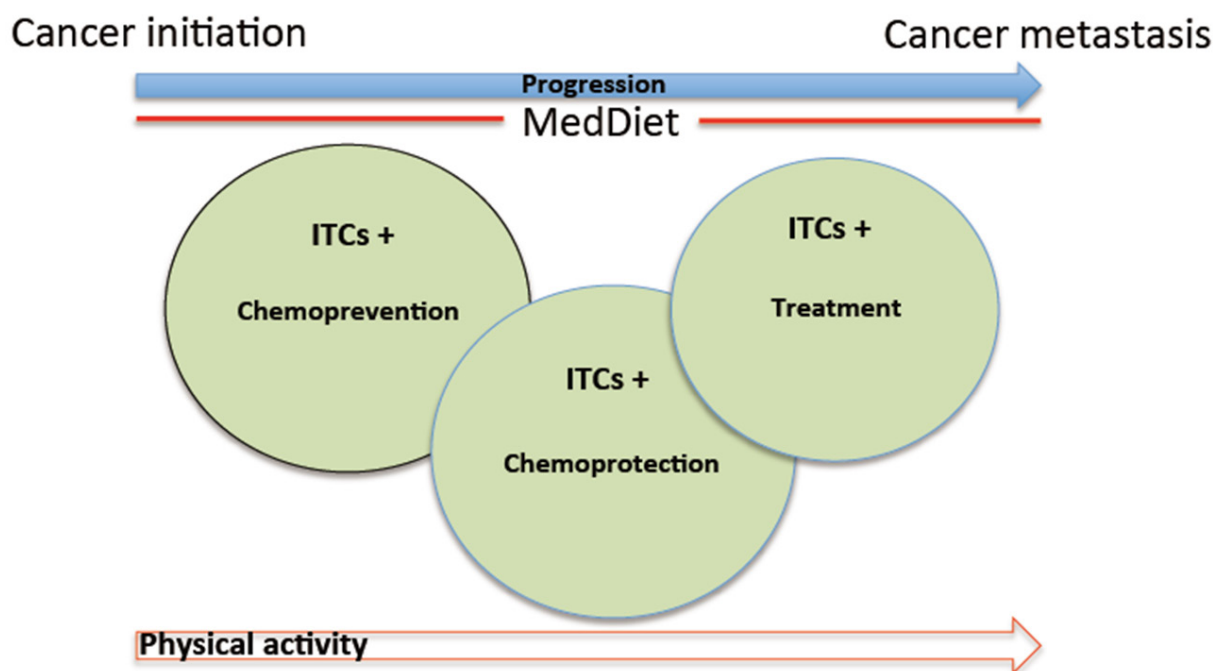 Cancer initiation
Cancer metastasis
Progression
MedDiet
ITCs +
Chemoprevention
ITCs +
Chemoprotection
ITCs +
Treatment
Physical activity